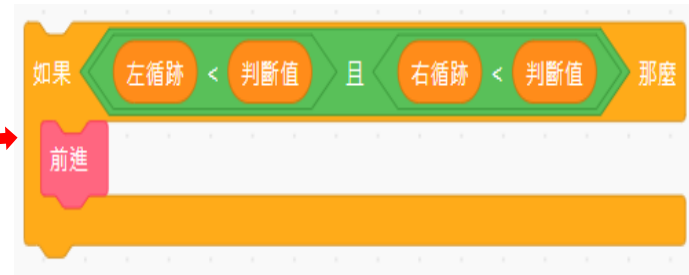 如果 左循跡 < 判斷值 且 右循跡 < 判斷值 那麼
前進